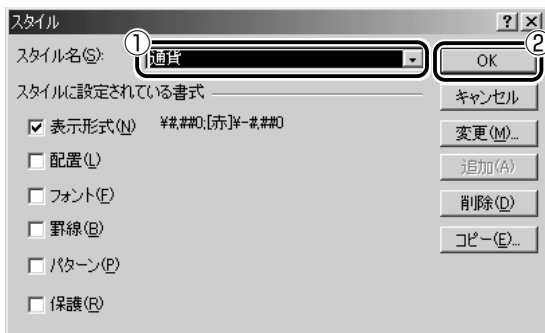 スタイル ? ×
① ②
スタイル名(S): 通貨 OK
スタイルに設定されている書式 キャンセル
表示形式(N) ¥#,##0;[赤]¥-#,##0 変更(M)...
配置(L) 追加(A)
フォント(F) 削除(D)
罫線(B) コピー(E)...
パターン(P)
保護(R)